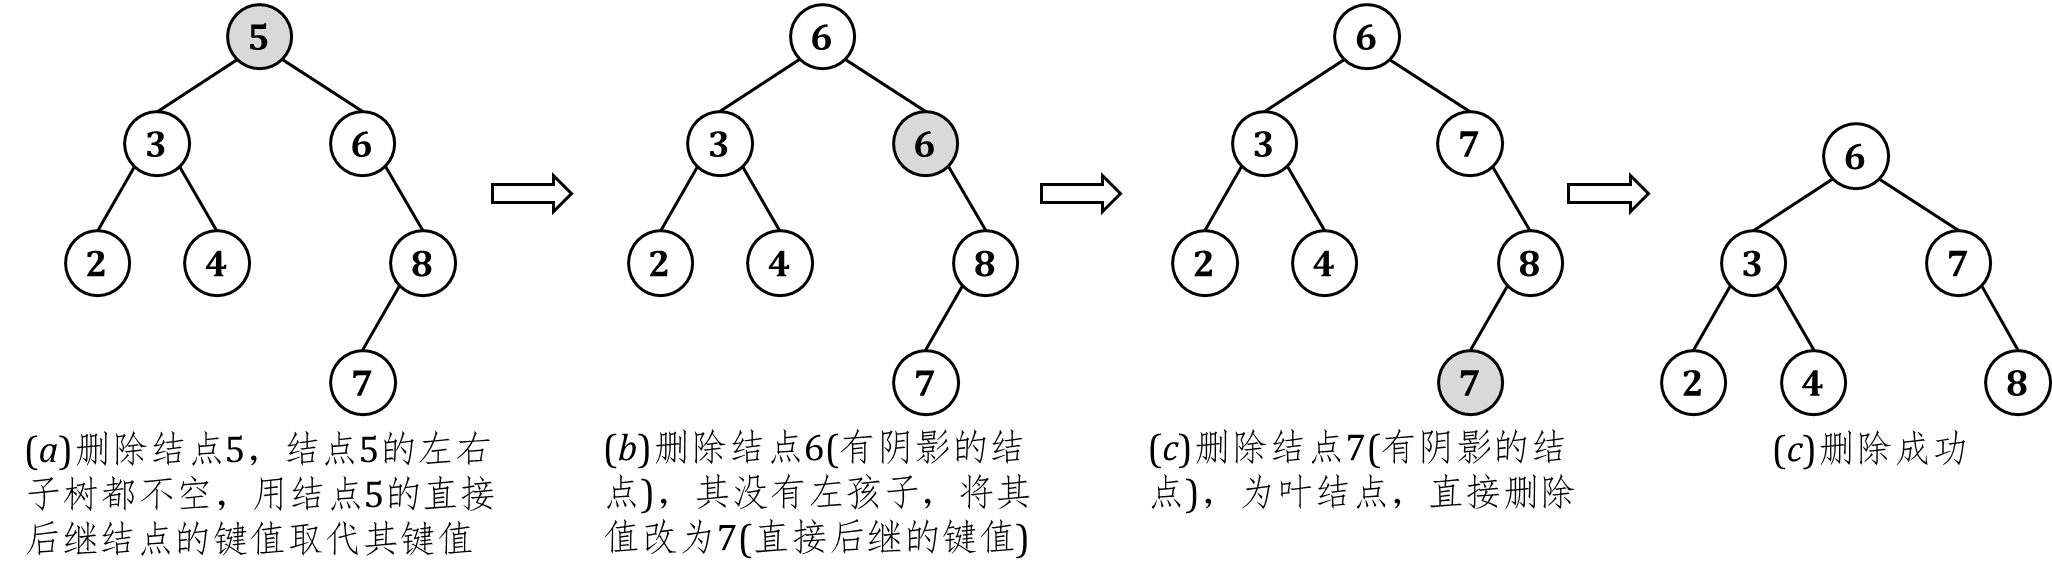 5
3 6
2 4 8
7
(a)删除结点5，结点5的左右
子树都不空，用结点5的直接
后继结点的键值取代其键值
6
3 6
2 4 8
7
(b)删除结点6(有阴影的结
点)，其没有左孩子，将其
值改为7(直接后继的键值)
6
3 7
2 4 8
7
(c)删除结点7(有阴影的结
点)，为叶结点，直接删除
6
3 7
2 4 8
(c)删除成功